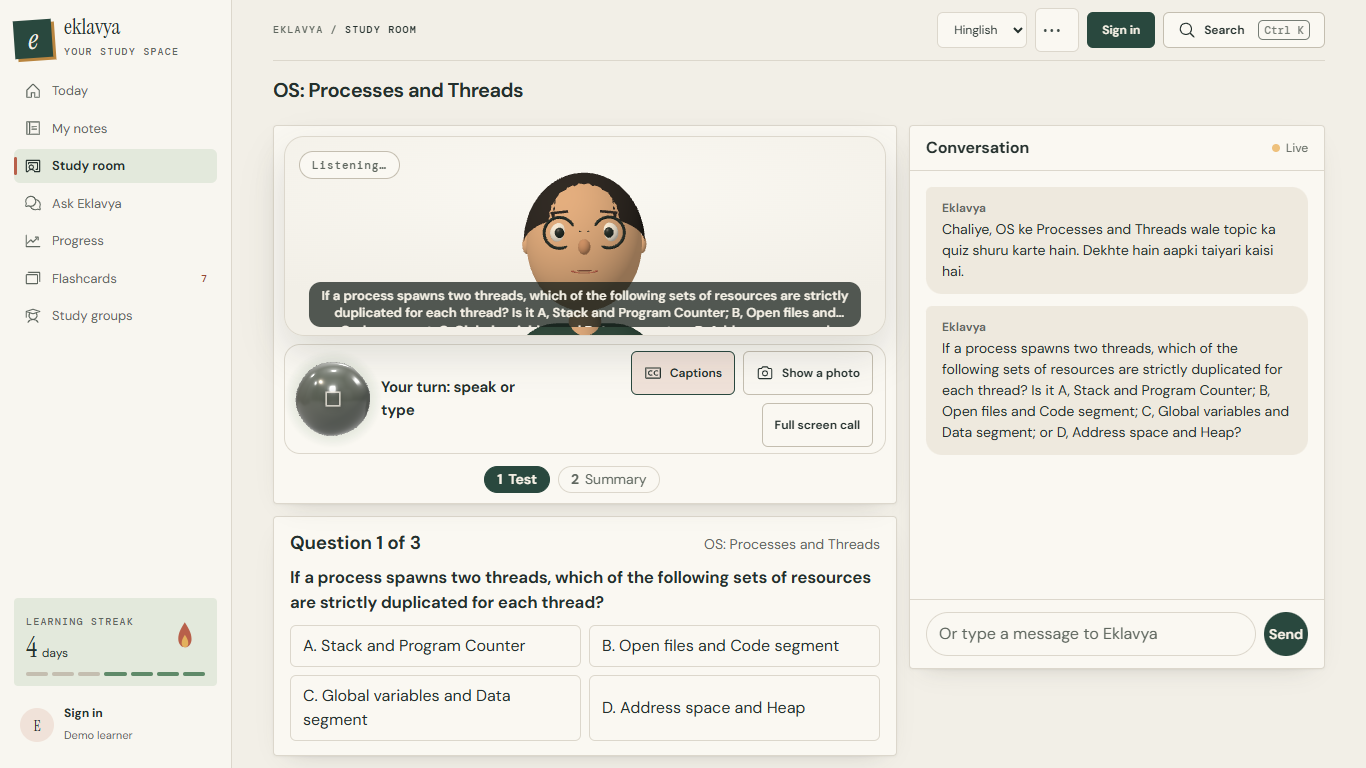 e
eklavya
YOUR STUDY SPACE
Today
My notes
Study room
Ask Eklavya
Progress
Flashcards 7
Study groups
LEARNING STREAK
4 days
E
Sign in
Demo learner
EKLAVYA / STUDY ROOM
Hinglish
...
Sign in
Search Ctrl K
OS: Processes and Threads
Listening…
If a process spawns two threads, which of the following sets of resources are strictly
duplicated for each thread? Is it A, Stack and Program Counter; B, Open files and…
CC Captions
Show a photo
Your turn: speak or
type
Full screen call
1 Test
2 Summary
Question 1 of 3
OS: Processes and Threads
If a process spawns two threads, which of the following sets of resources
are strictly duplicated for each thread?
A. Stack and Program Counter
B. Open files and Code segment
C. Global variables and Data
segment
D. Address space and Heap
Conversation
Live
Eklavya
Chaliye, OS ke Processes and Threads wale topic ka
quiz shuru karte hain. Dekhte hain aapki taiyari kaisi
hai.
Eklavya
If a process spawns two threads, which of the
following sets of resources are strictly duplicated for
each thread? Is it A, Stack and Program Counter; B,
Open files and Code segment; C, Global variables and
Data segment; or D, Address space and Heap?
Or type a message to Eklavya
Send